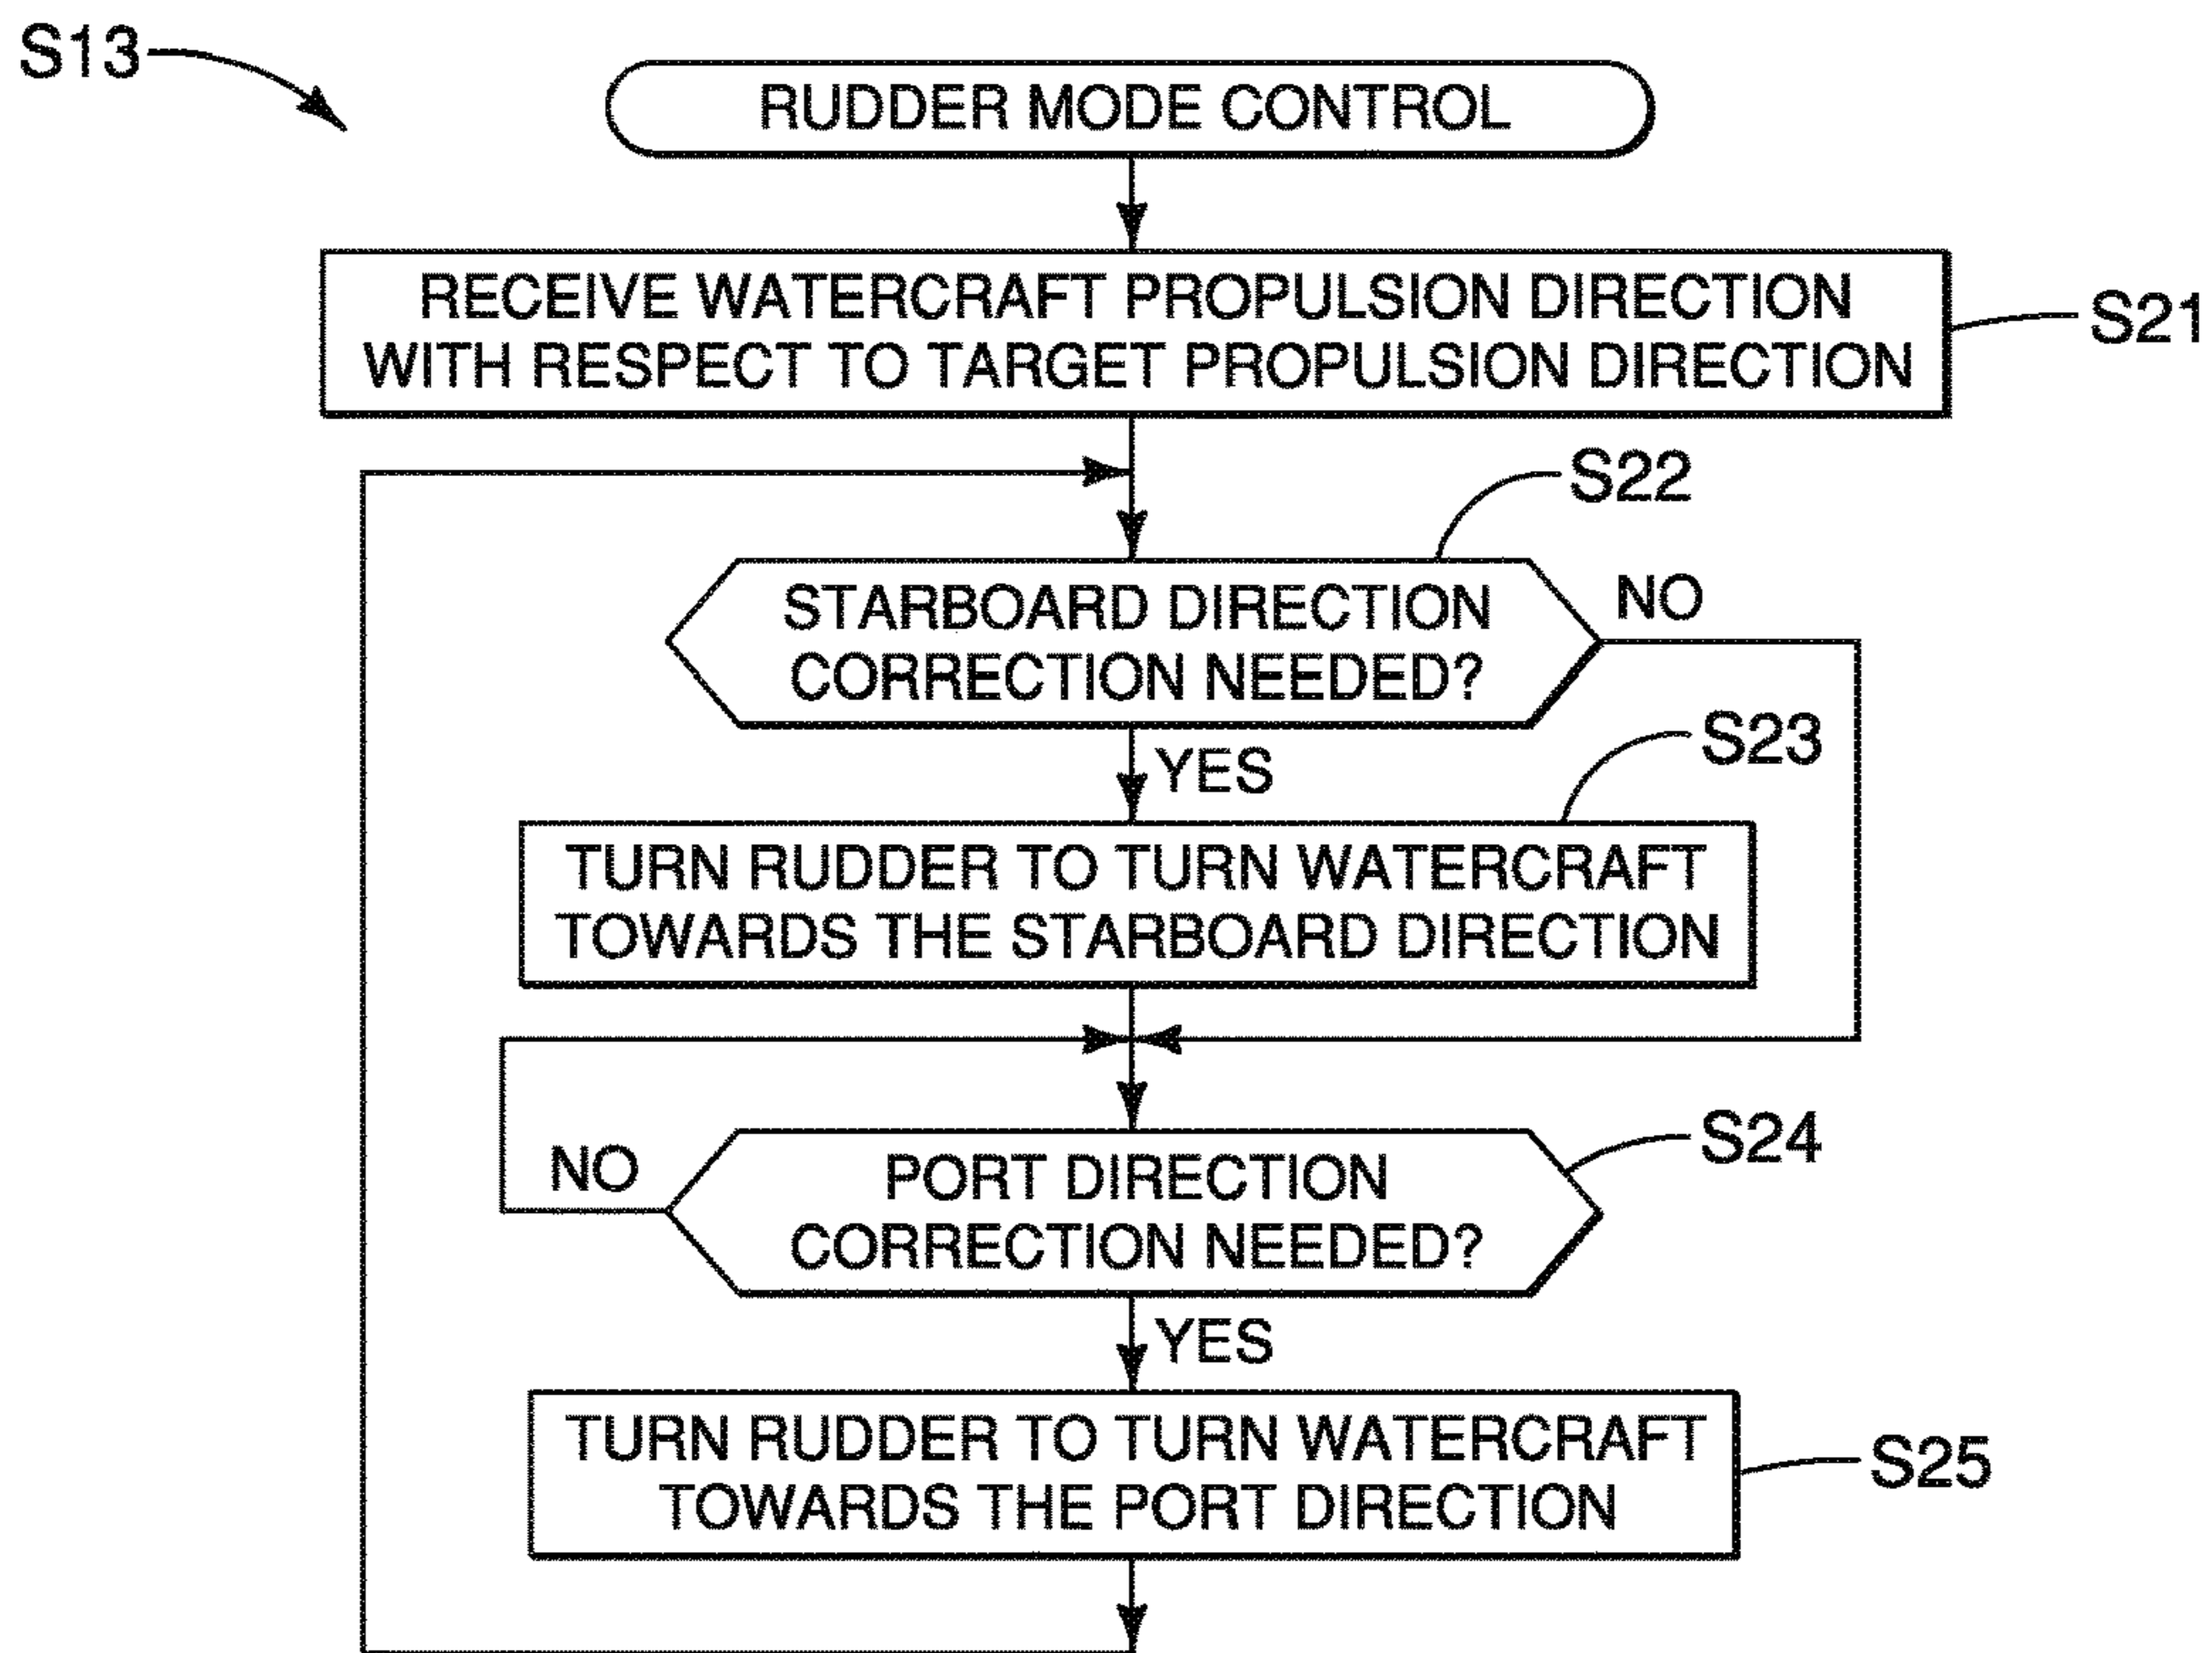 S13
RUDDER MODE CONTROL
RECEIVE WATERCRAFT PROPULSION DIRECTION
WITH RESPECT TO TARGET PROPULSION DIRECTION
S21
S22
STARBOARD DIRECTION
CORRECTION NEEDED?
NO
YES
S23
TURN RUDDER TO TURN WATERCRAFT
TOWARDS THE STARBOARD DIRECTION
S24
PORT DIRECTION
CORRECTION NEEDED?
NO
YES
TURN RUDDER TO TURN WATERCRAFT
TOWARDS THE PORT DIRECTION
S25